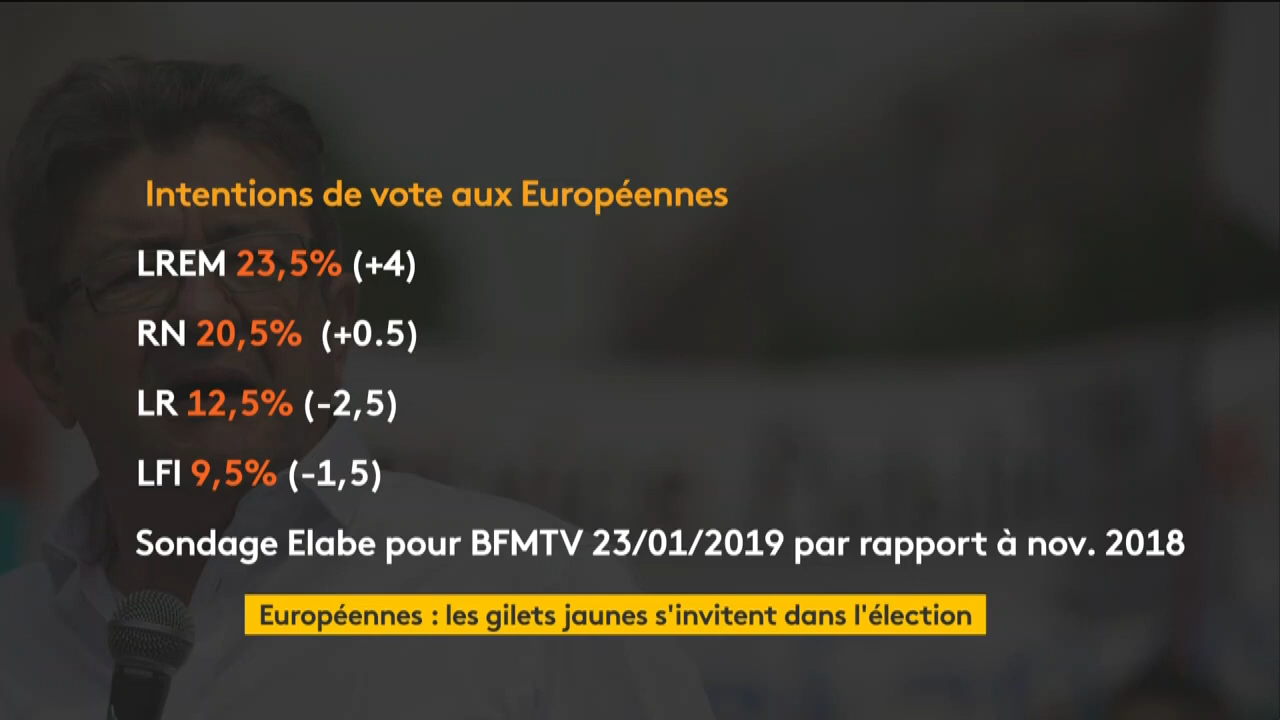 Intentions de vote aux Européennes
LREM 23,5% (+4)
RN 20,5% (+0.5)
LR 12,5% (-2,5)
LFI 9,5% (-1,5)
Sondage Elabe pour BFMTV 23/01/2019 par rapport à nov. 2018
Européennes : les gilets jaunes s'invitent dans l'élection